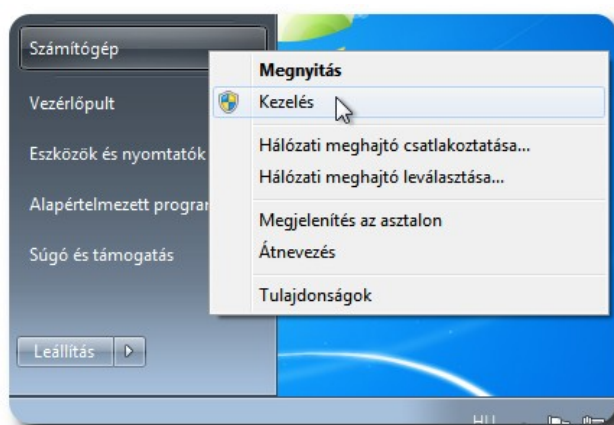 Számítógép
Vezérlőpult
Eszközök és nyomtatók
Alapértelmezett
Súgó és támogatás
Leállítás
Megnyitás
Kezelés
Hálózati meghajtó csatlakoztatása...
Hálózati meghajtó leválasztása...
Megjelenítés az asztalon
Átnevezés
Tulajdonságok
HU